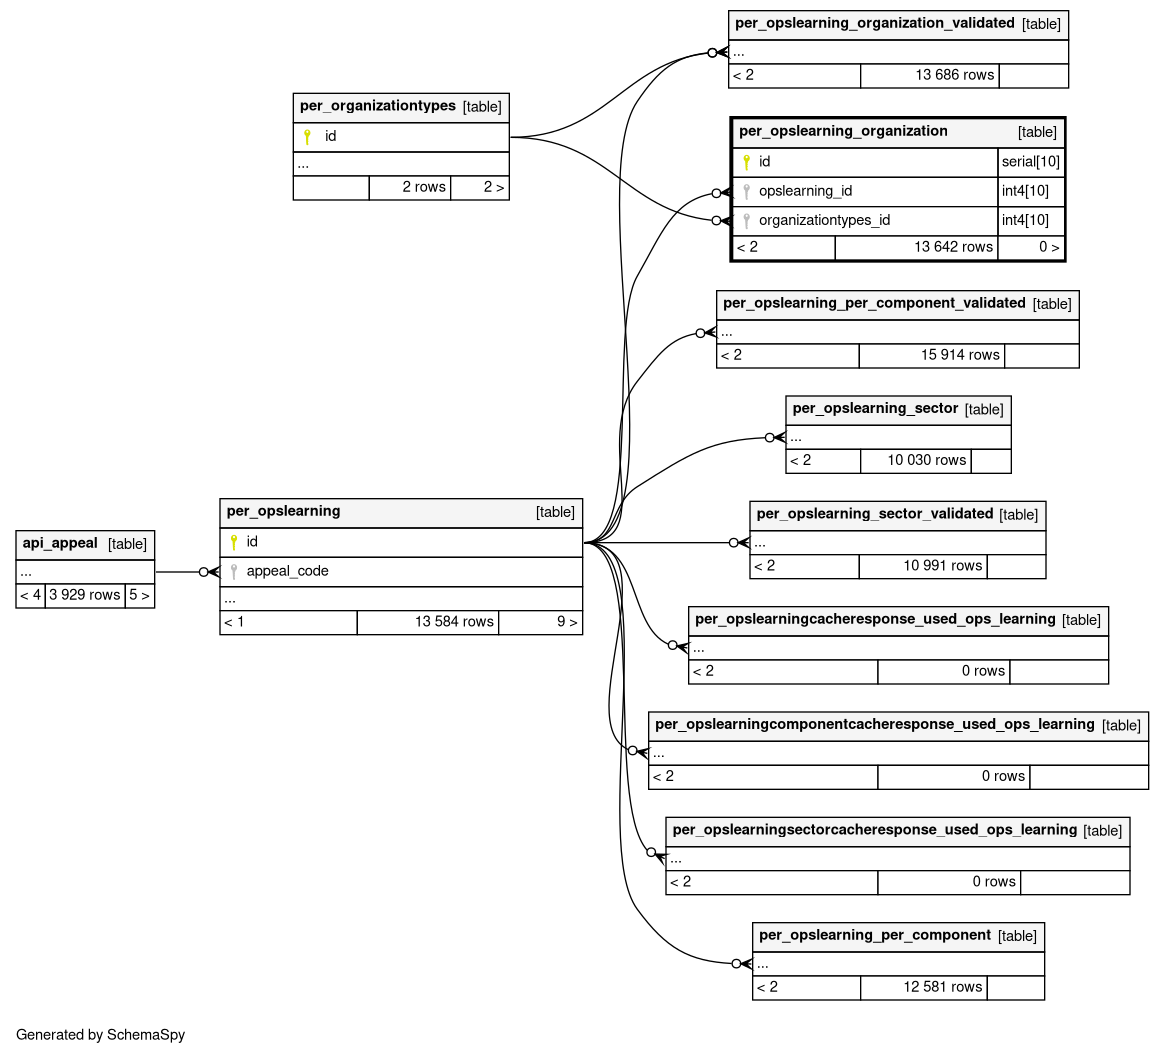 per_opslearning_organization_validated [table]
...
< 2 13 686 rows
per_organizationtypes [table]
id
...
2 rows 2 >
per_opslearning_organization [table]
id serial[10]
opslearning_id int4[10]
organizationtypes_id int4[10]
< 2 13 642 rows 0 >
per_opslearning_per_component_validated [table]
...
< 2 15 914 rows
per_opslearning_sector [table]
...
< 2 10 030 rows
per_opslearning [table]
id
appeal_code
...
< 1 13 584 rows 9 >
api_appeal [table]
...
< 4 3 929 rows 5 >
per_opslearning_sector_validated [table]
...
< 2 10 991 rows
per_opslearningcacheresponse_used_ops_learning [table]
...
< 2 0 rows
per_opslearningcomponentcacheresponse_used_ops_learning [table]
...
< 2 0 rows
per_opslearningsectorcacheresponse_used_ops_learning [table]
...
< 2 0 rows
per_opslearning_per_component [table]
...
< 2 12 581 rows
Generated by SchemaSpy